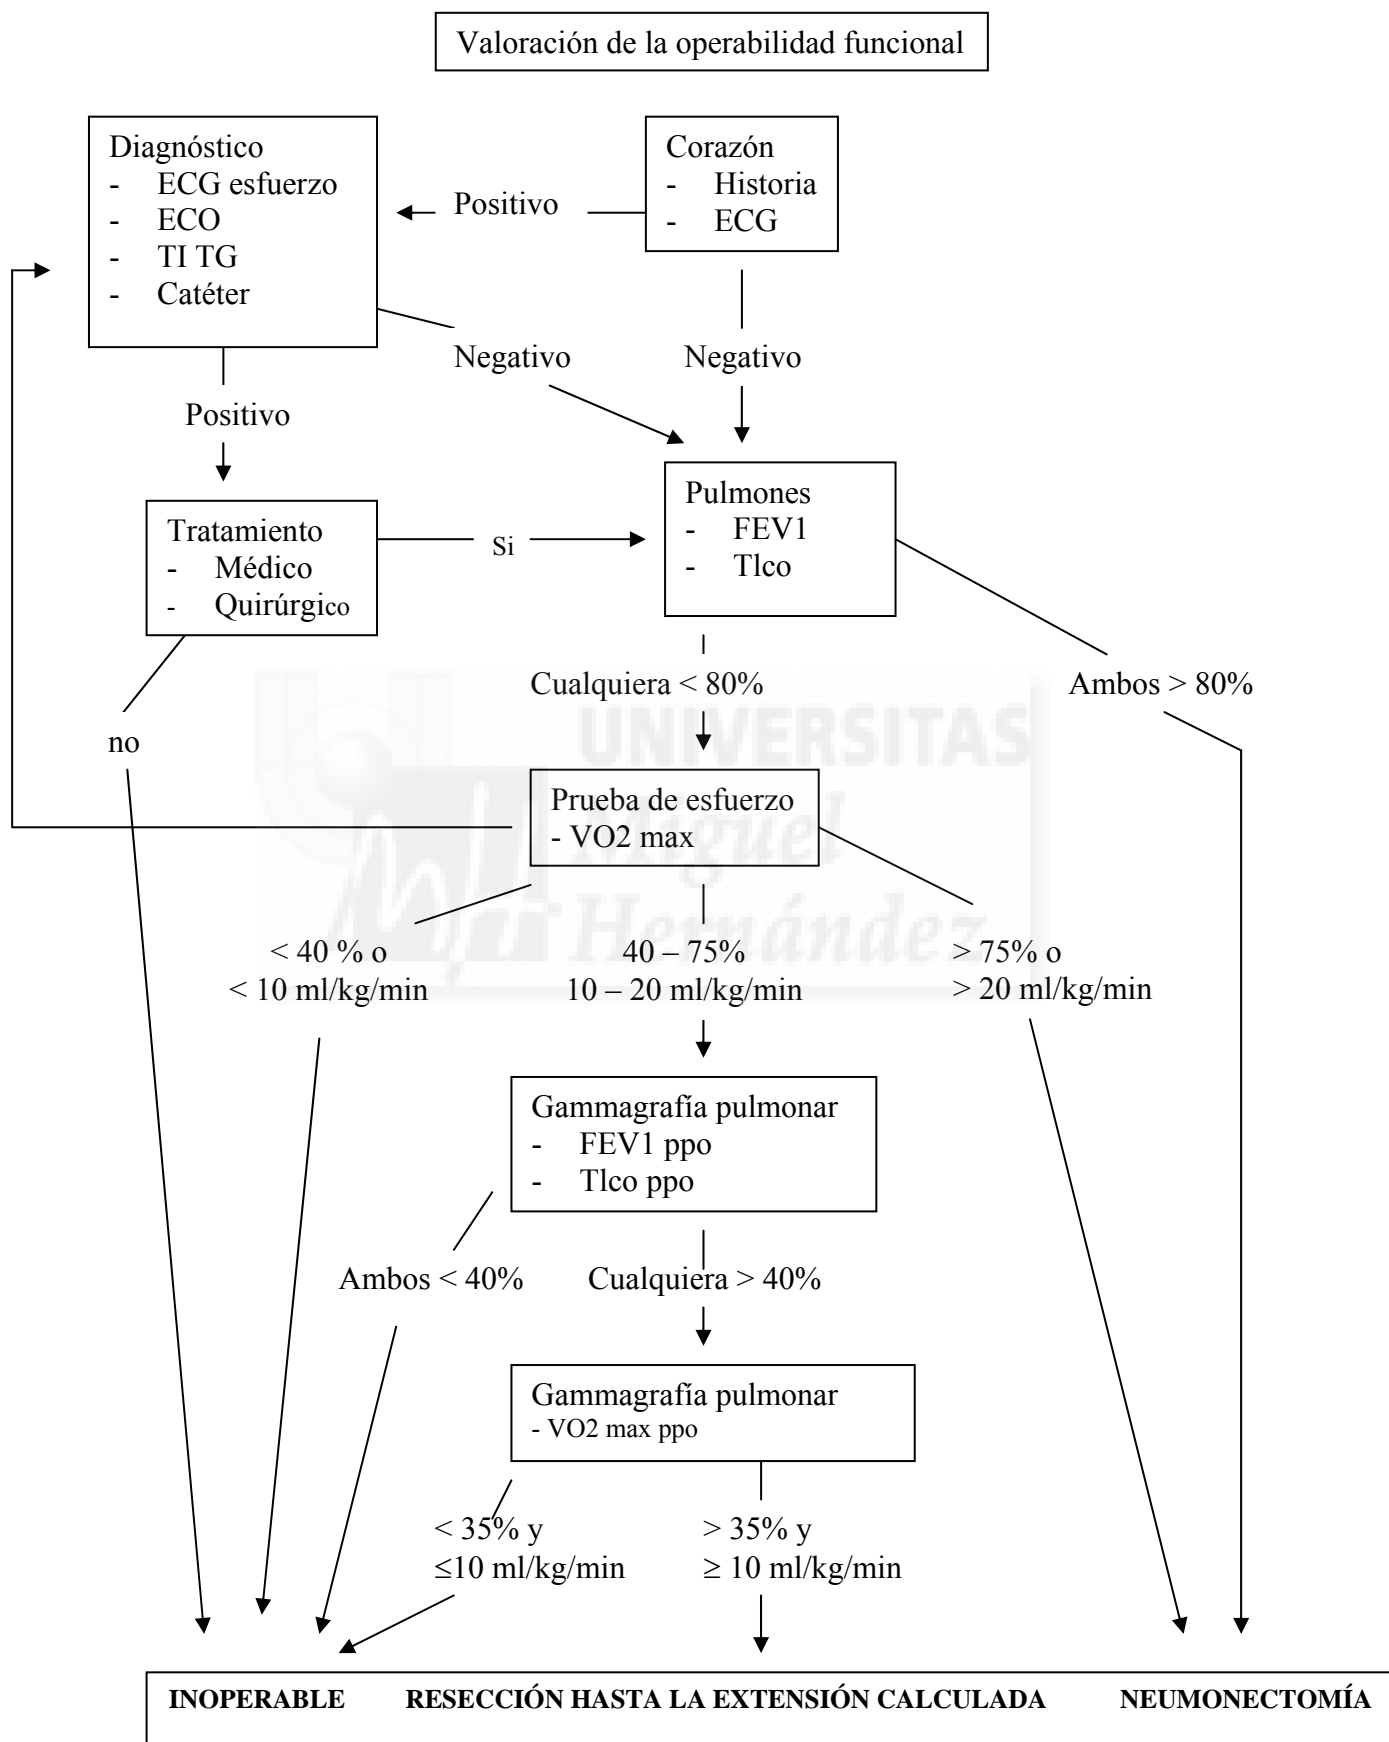 Valoración de la operabilidad funcional
Diagnóstico
- ECG esfuerzo
- ECO
- TI TG
- Catéter
Positivo
Corazón
- Historia
- ECG
Negativo
Negativo
Positivo
Tratamiento
- Médico
- Quirúrgico
Si
Pulmones
- FEV1
- Tlco
no
Cualquiera < 80%
Ambos > 80%
UNIVERSITAS
Miguel
Hernández
Prueba de esfuerzo
- VO2 max
< 40 % o
< 10 ml/kg/min
40 – 75%
10 – 20 ml/kg/min
> 75% o
> 20 ml/kg/min
Gammagrafía pulmonar
- FEV1 ppo
- Tlco ppo
Ambos < 40%
Cualquiera > 40%
Gammagrafía pulmonar
- VO2 max ppo
< 35% y
≤10 ml/kg/min
> 35% y
≥ 10 ml/kg/min
INOPERABLE RESECCIÓN HASTA LA EXTENSIÓN CALCULADA NEUMONECTOMÍA